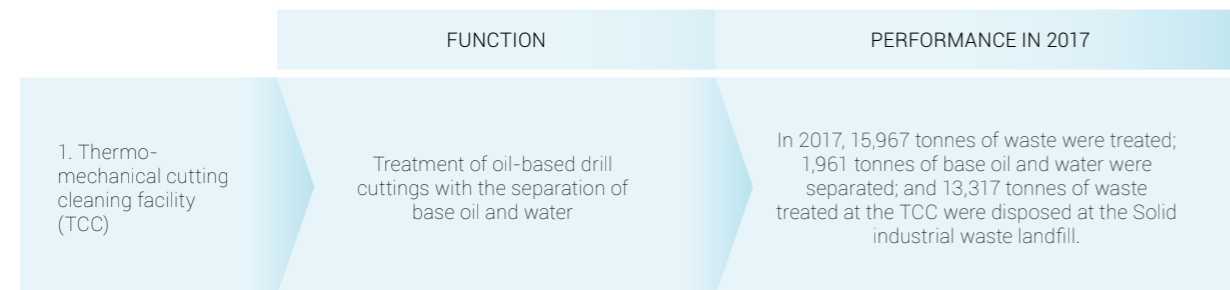 FUNCTION
PERFORMANCE IN 2017
1. Thermo-
mechanical cutting
cleaning facility
(TCC)
Treatment of oil-based drill
cuttings with the separation of
base oil and water
In 2017, 15,967 tonnes of waste were treated;
1,961 tonnes of base oil and water were
separated; and 13,317 tonnes of waste
treated at the TCC were disposed at the Solid
industrial waste landfill.